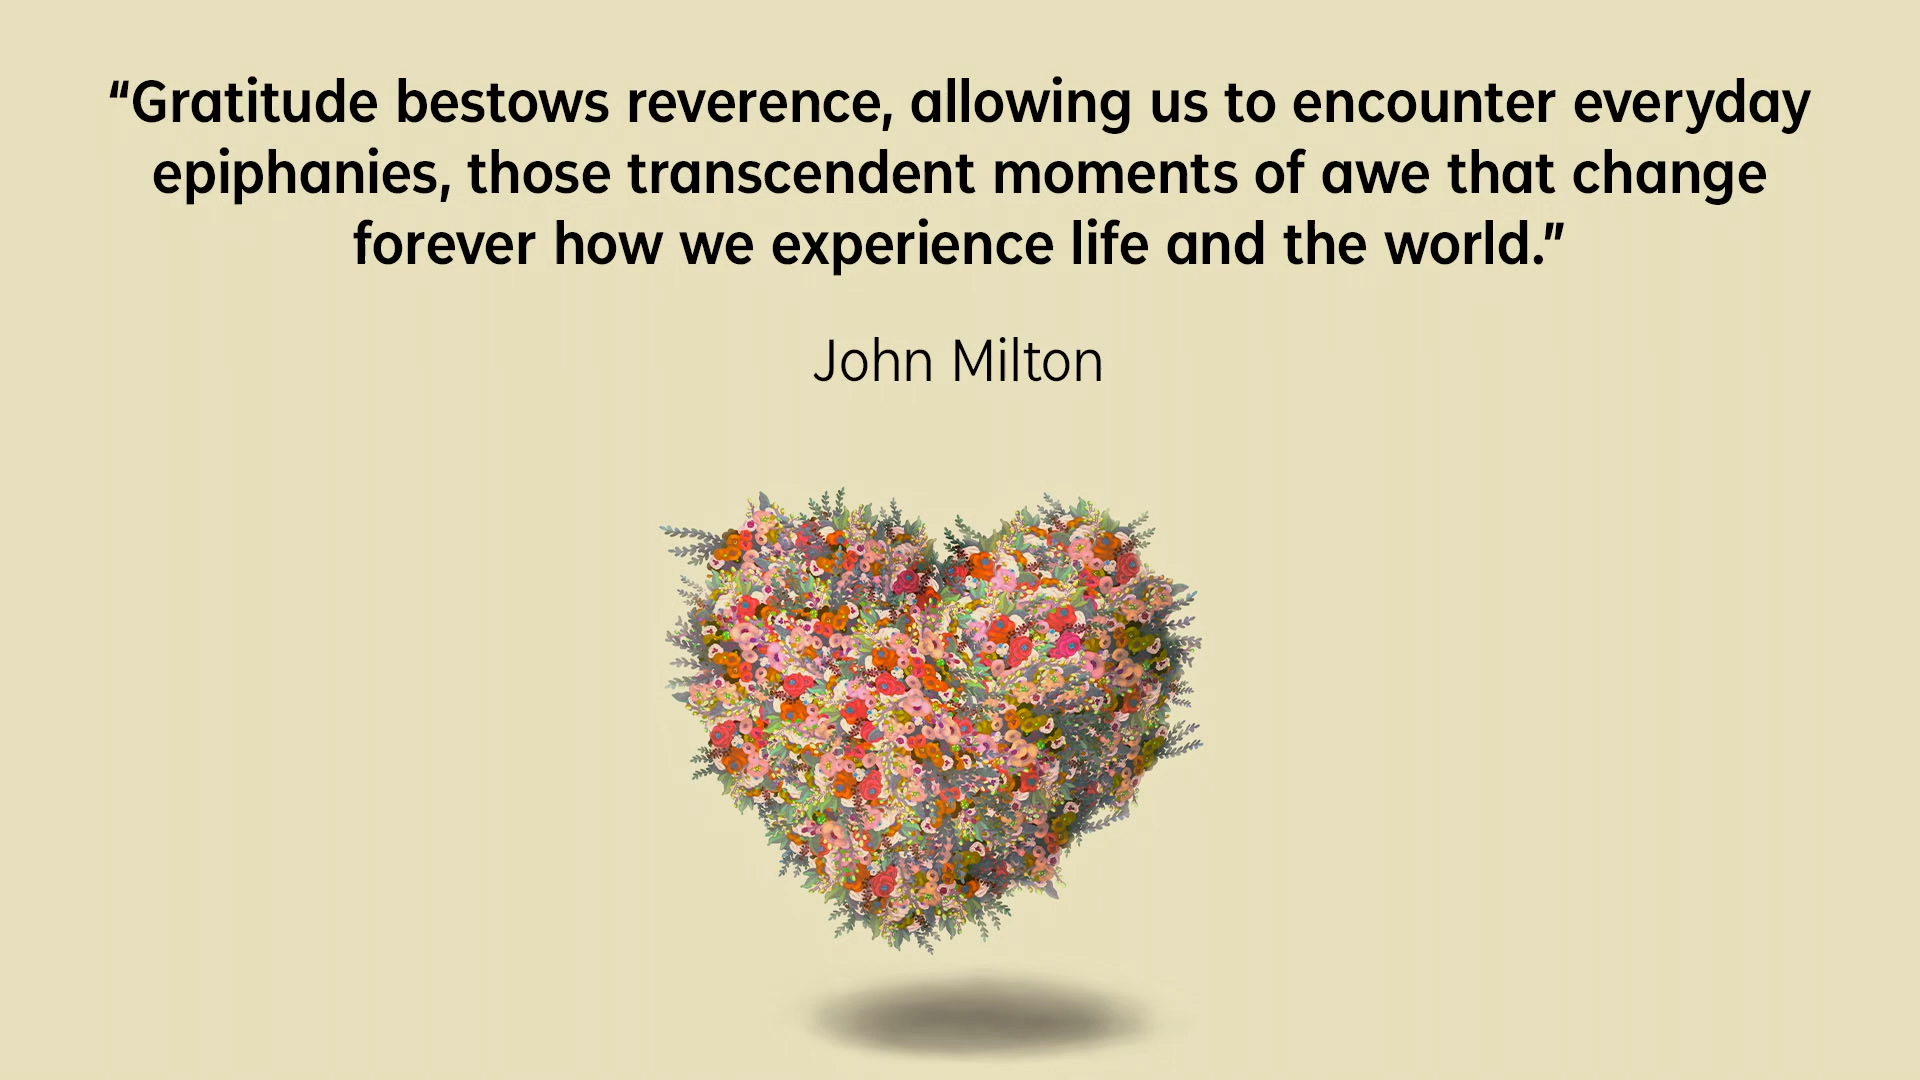 “Gratitude bestows reverence, allowing us to encounter everyday
epiphanies, those transcendent moments of awe that change
forever how we experience life and the world.”
John Milton